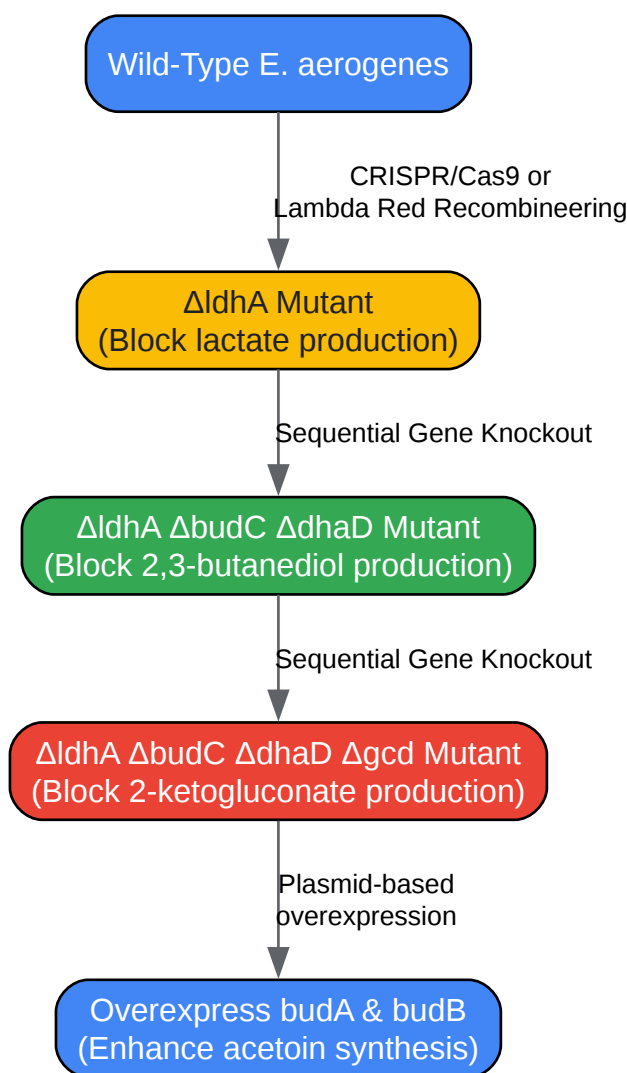 Wild-Type E. aerogenes
CRISPR/Cas9 or
Lambda Red Recombineering
ΔldhA Mutant
(Block lactate production)
Sequential Gene Knockout
ΔldhA ΔbudC ΔdhaD Mutant
(Block 2,3-butanediol production)
Sequential Gene Knockout
ΔldhA ΔbudC ΔdhaD Δgcd Mutant
(Block 2-ketogluconate production)
Plasmid-based
overexpression
Overexpress budA & budB
(Enhance acetoin synthesis)